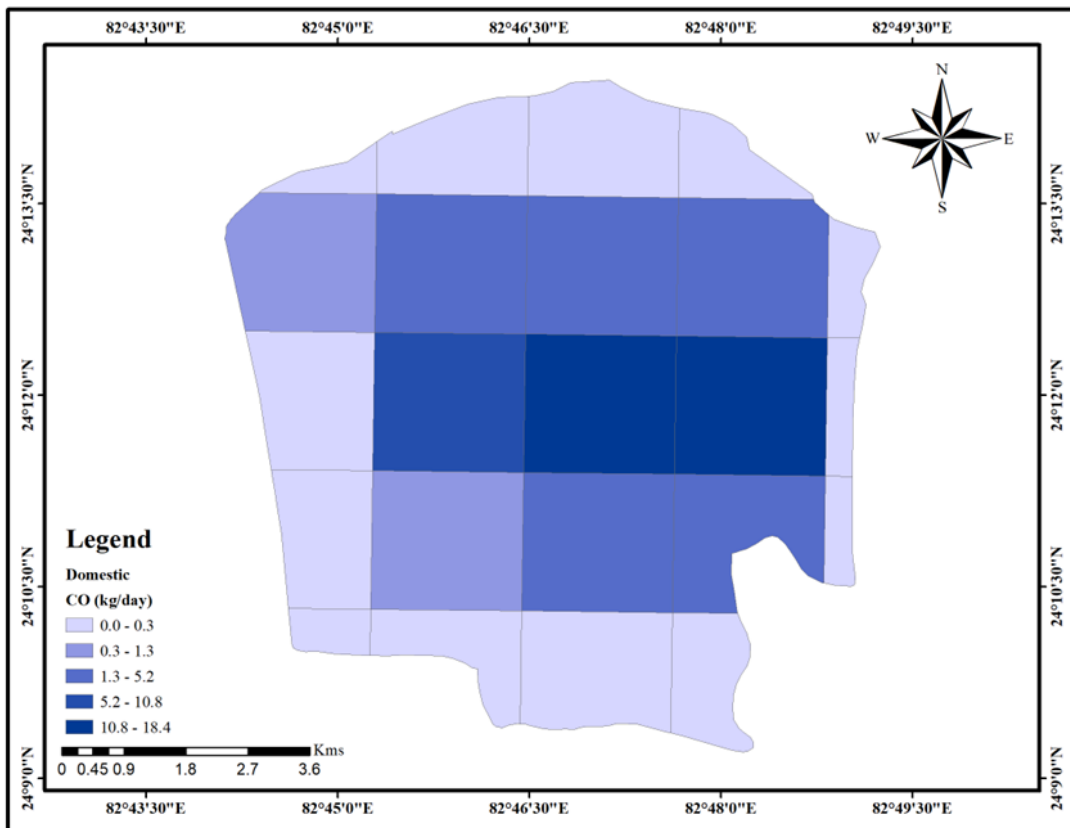 82°43'30"E 82°45'0"E 82°46'30"E 82°48'0"E 82°49'30"E
N
W E
S
24°13'30"N 24°13'30"N
24°12'0"N 24°12'0"N
24°10'30"N 24°10'30"N
24°9'0"N 24°9'0"N
Legend
Domestic
CO (kg/day)
0.0 - 0.3
0.3 - 1.3
1.3 - 5.2
5.2 - 10.8
10.8 - 18.4
Kms
0 0.45 0.9 1.8 2.7 3.6
82°43'30"E 82°45'0"E 82°46'30"E 82°48'0"E 82°49'30"E